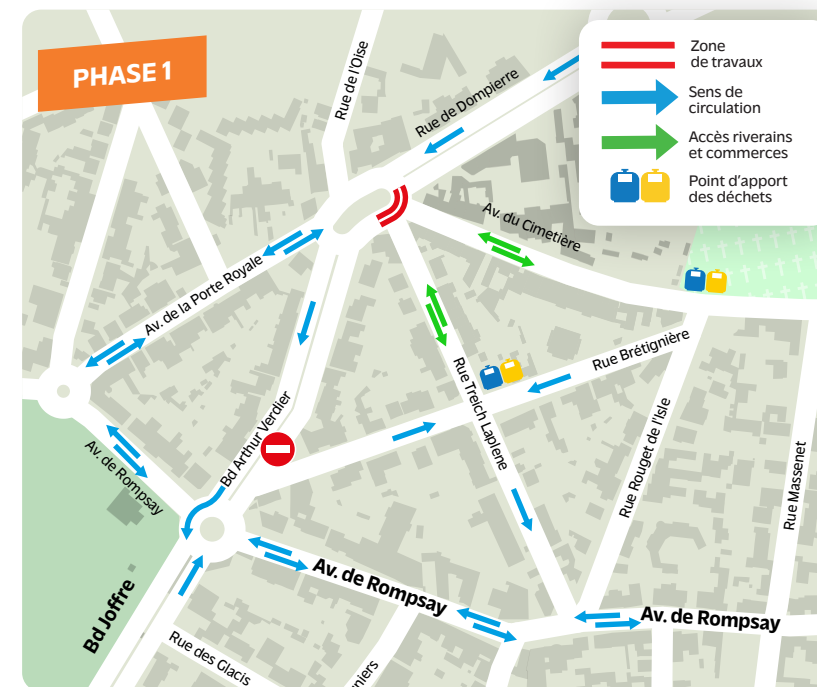 PHASE 1
Zone
de travaux
Sens de
circulation
Accès riverains
et commerces
Point d'apport
des déchets
Rue de l'Oise
Rue de Dompierre
Av. du Cimetière
Av. de la Porte Royale
Rue Brétignière
Rue Treich Laplene
Bd Arthur Verdier
Rue Rouget de l'Isle
Rue Massenet
Av. de Rompsay
Av. de Rompsay
Av. de Rompsay
Bd Joffre
Rue des Glacis
niers